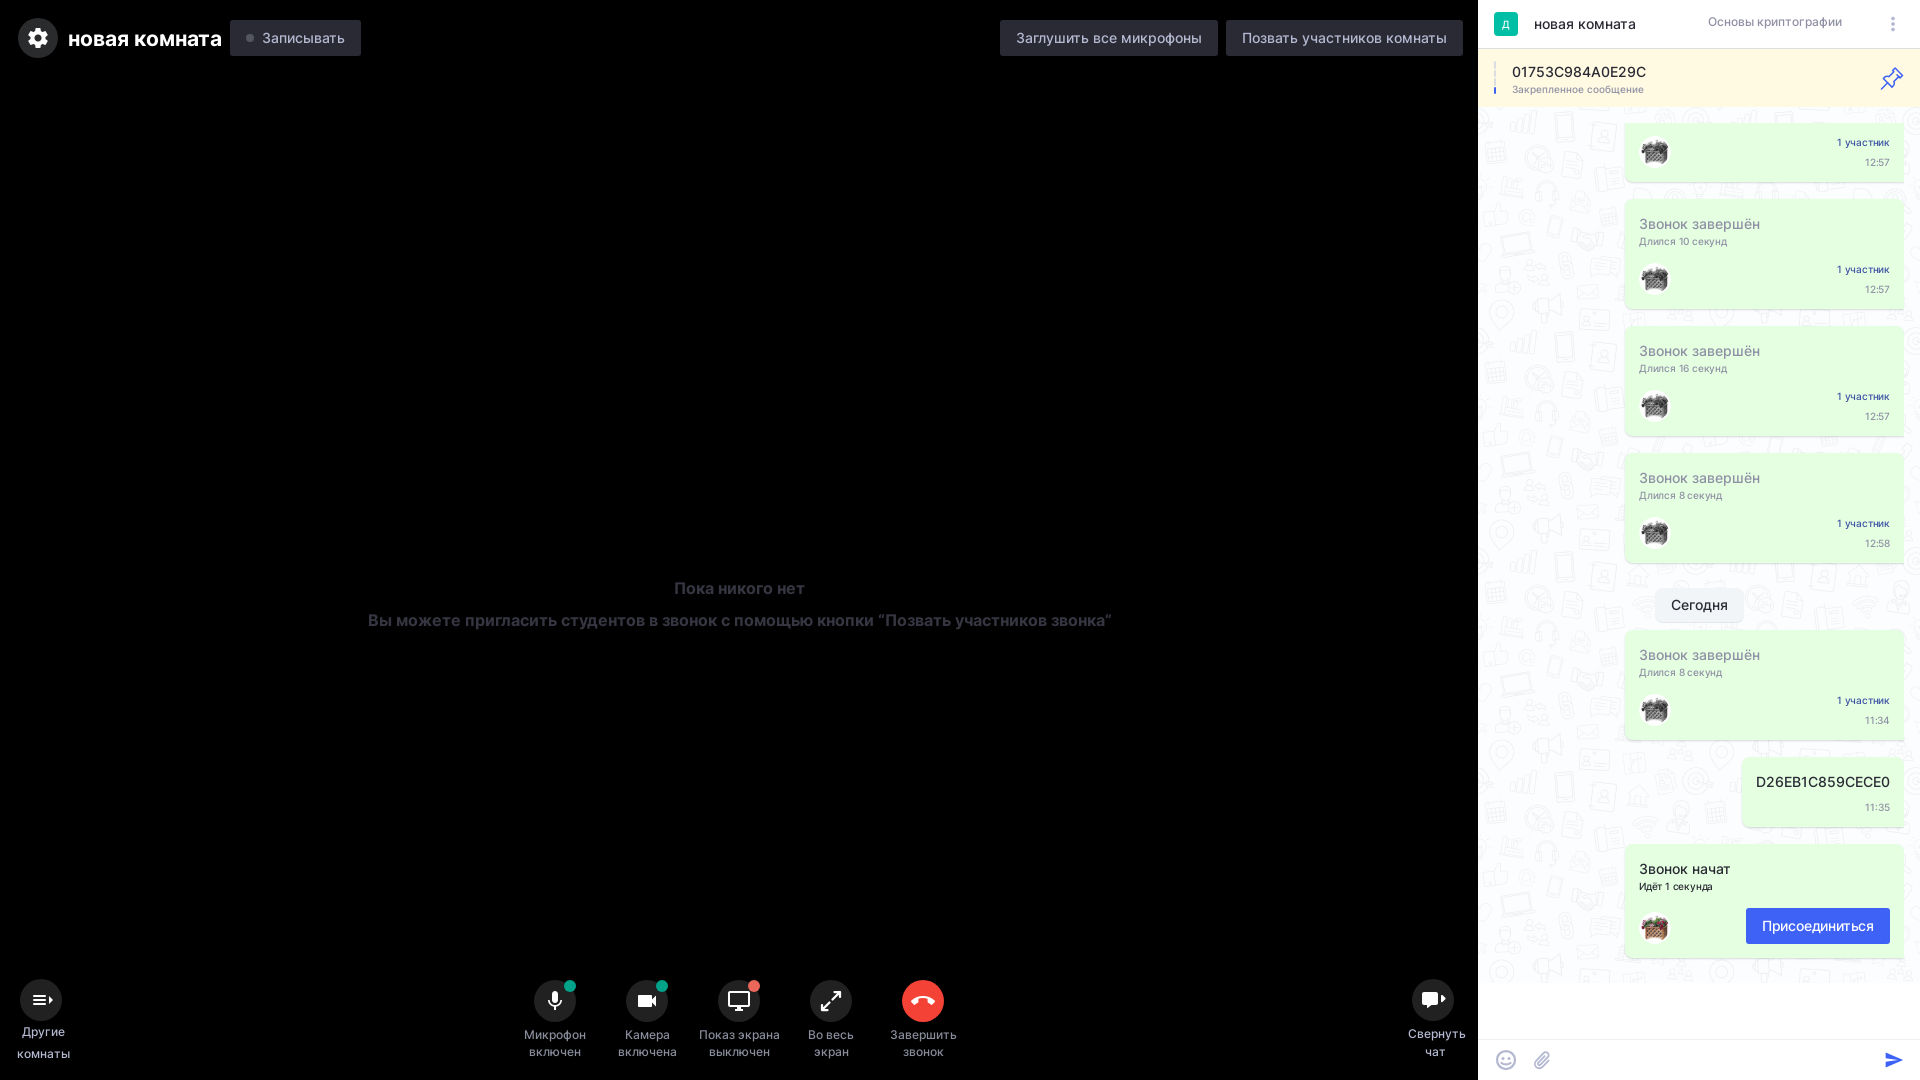 новая комната
Записывать
Заглушить все микрофоны
Позвать участников комнаты
Пока никого нет
Вы можете пригласить студентов в звонок с помощью кнопки “Позвать участников звонка”
Другие
комнаты
Микрофон
включен
Камера
включена
Показ экрана
выключен
Во весь
экран
Завершить
звонок
Свернуть
чат
Д
новая комната
Основы криптографии
01753C984A0E29C
Закрепленное сообщение
1 участник
12:57
Звонок завершён
Длился 10 секунд
1 участник
12:57
Звонок завершён
Длился 16 секунд
1 участник
12:57
Звонок завершён
Длился 8 секунд
1 участник
12:58
Сегодня
Звонок завершён
Длился 8 секунд
1 участник
11:34
D26EB1C859CECE0
11:35
Звонок начат
Идёт 1 секунда
Присоединиться